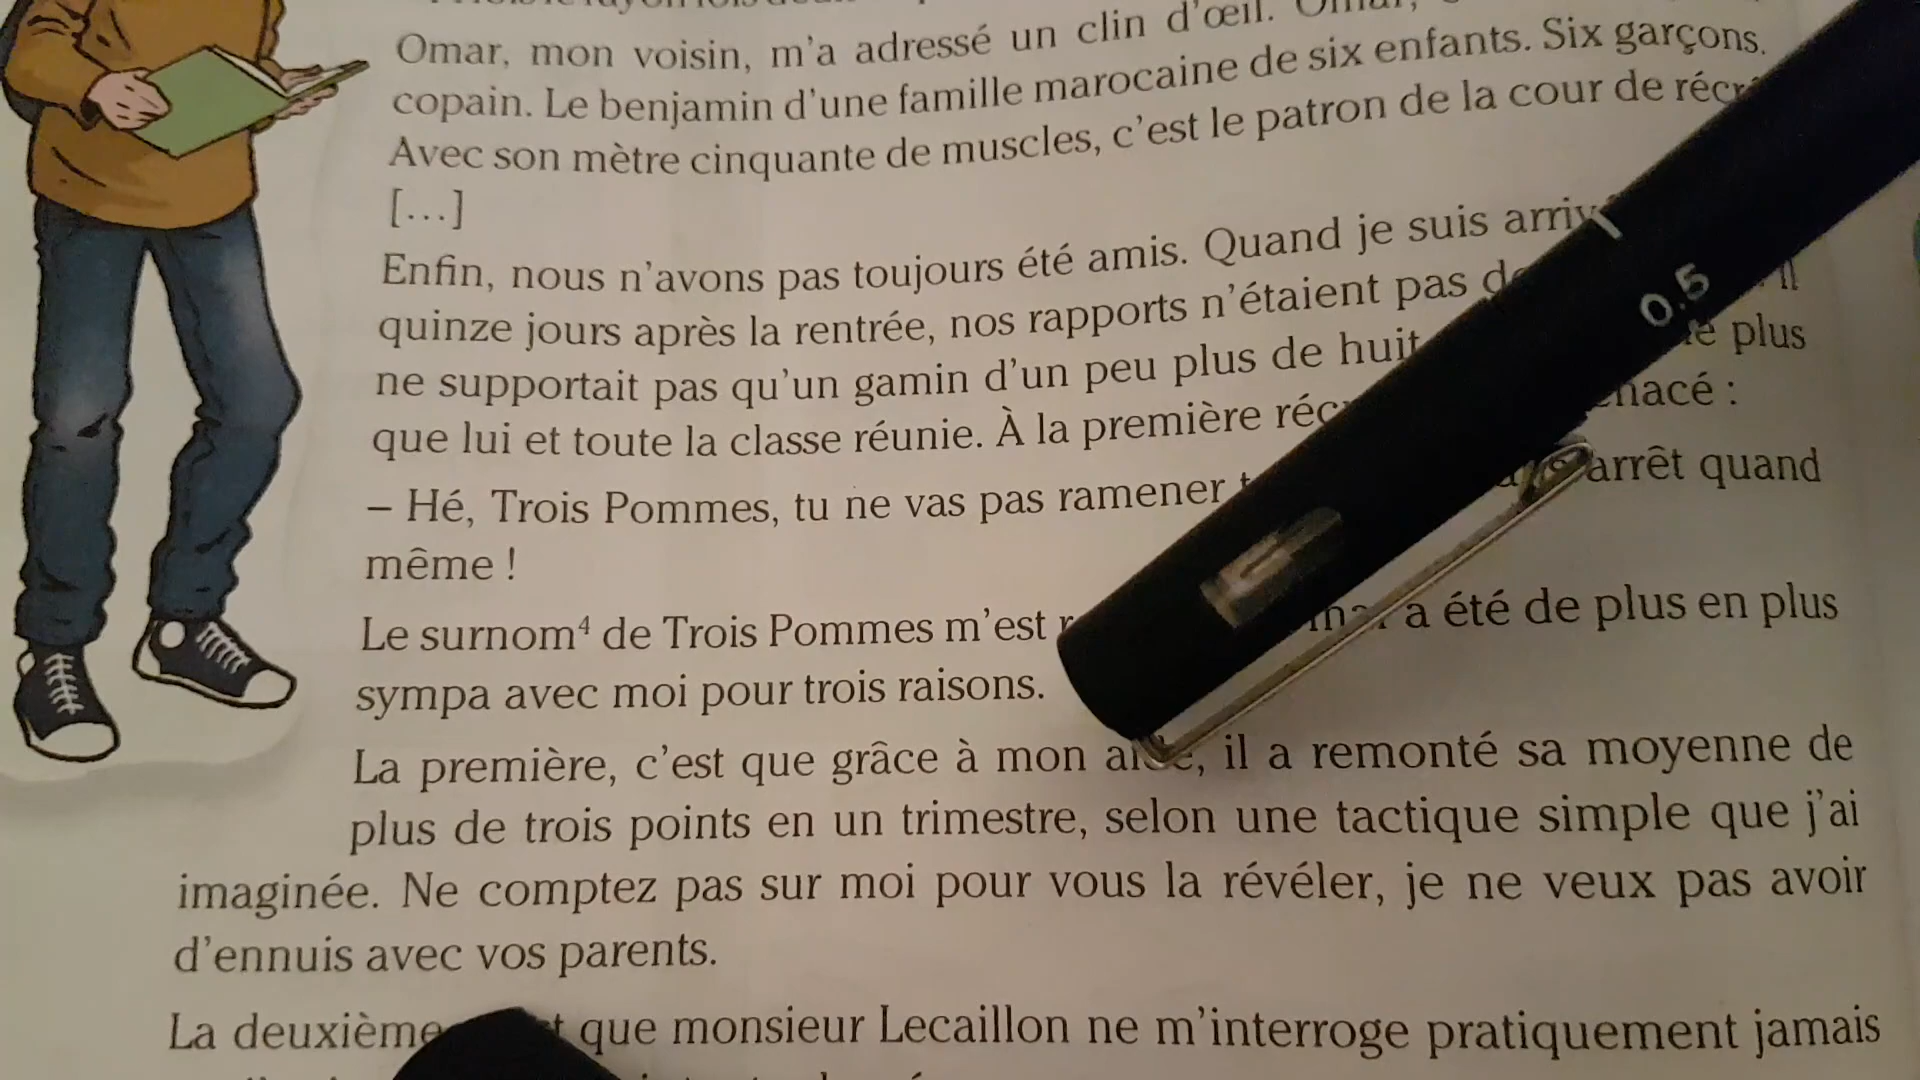 Omar, mon voisin, m'a adressé un clin d'œil.
copain. Le benjamin d'une famille marocaine de six enfants. Six garçons.
Avec son mètre cinquante de muscles, c'est le patron de la cour de
[...]
Enfin, nous n'avons pas toujours été amis. Quand je suis
quinze jours après la rentrée, nos rapports n'étaient pas
ne supportait pas qu'un gamin d'un peu plus de huit plus
que lui et toute la classe réunie. À la première :
– Hé, Trois Pommes, tu ne vas pas ramener arrêt quand
même !
Le surnom⁴ de Trois Pommes m'est a été de plus en plus
sympa avec moi pour trois raisons.
La première, c'est que grâce à mon il a remonté sa moyenne de
plus de trois points en un trimestre, selon une tactique simple que j'ai
imaginée. Ne comptez pas sur moi pour vous la révéler, je ne veux pas avoir
d'ennuis avec vos parents.
La deuxième que monsieur Lecaillon ne m'interroge pratiquement jamais
0.5